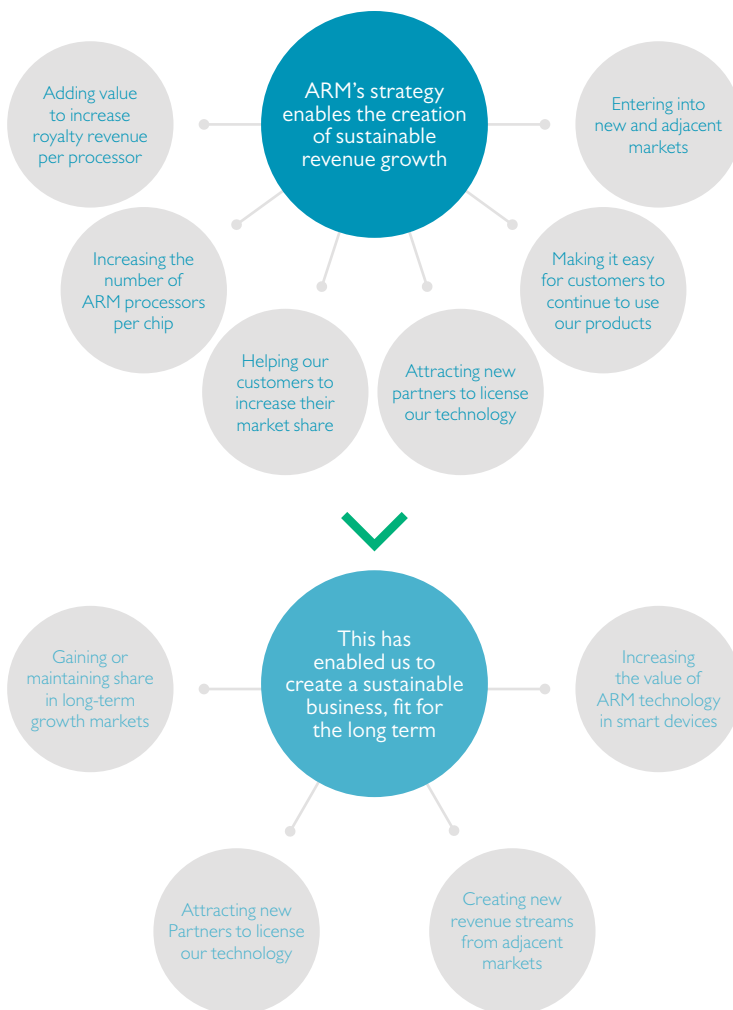 ARM’s strategy
enables the creation
of sustainable
revenue growth
Adding value
to increase
royalty revenue
per processor
Increasing the
number of
ARM processors
per chip
Helping our
customers to
increase their
market share
Attracting new
partners to license
our technology
Making it easy
for customers to
continue to use
our products
Entering into
new and adjacent
markets
This has
enabled us to
create a sustainable
business, fit for
the long term
Gaining or
maintaining share
in long-term
growth markets
Attracting new
Partners to license
our technology
Creating new
revenue streams
from adjacent
markets
Increasing
the value of
ARM technology
in smart devices